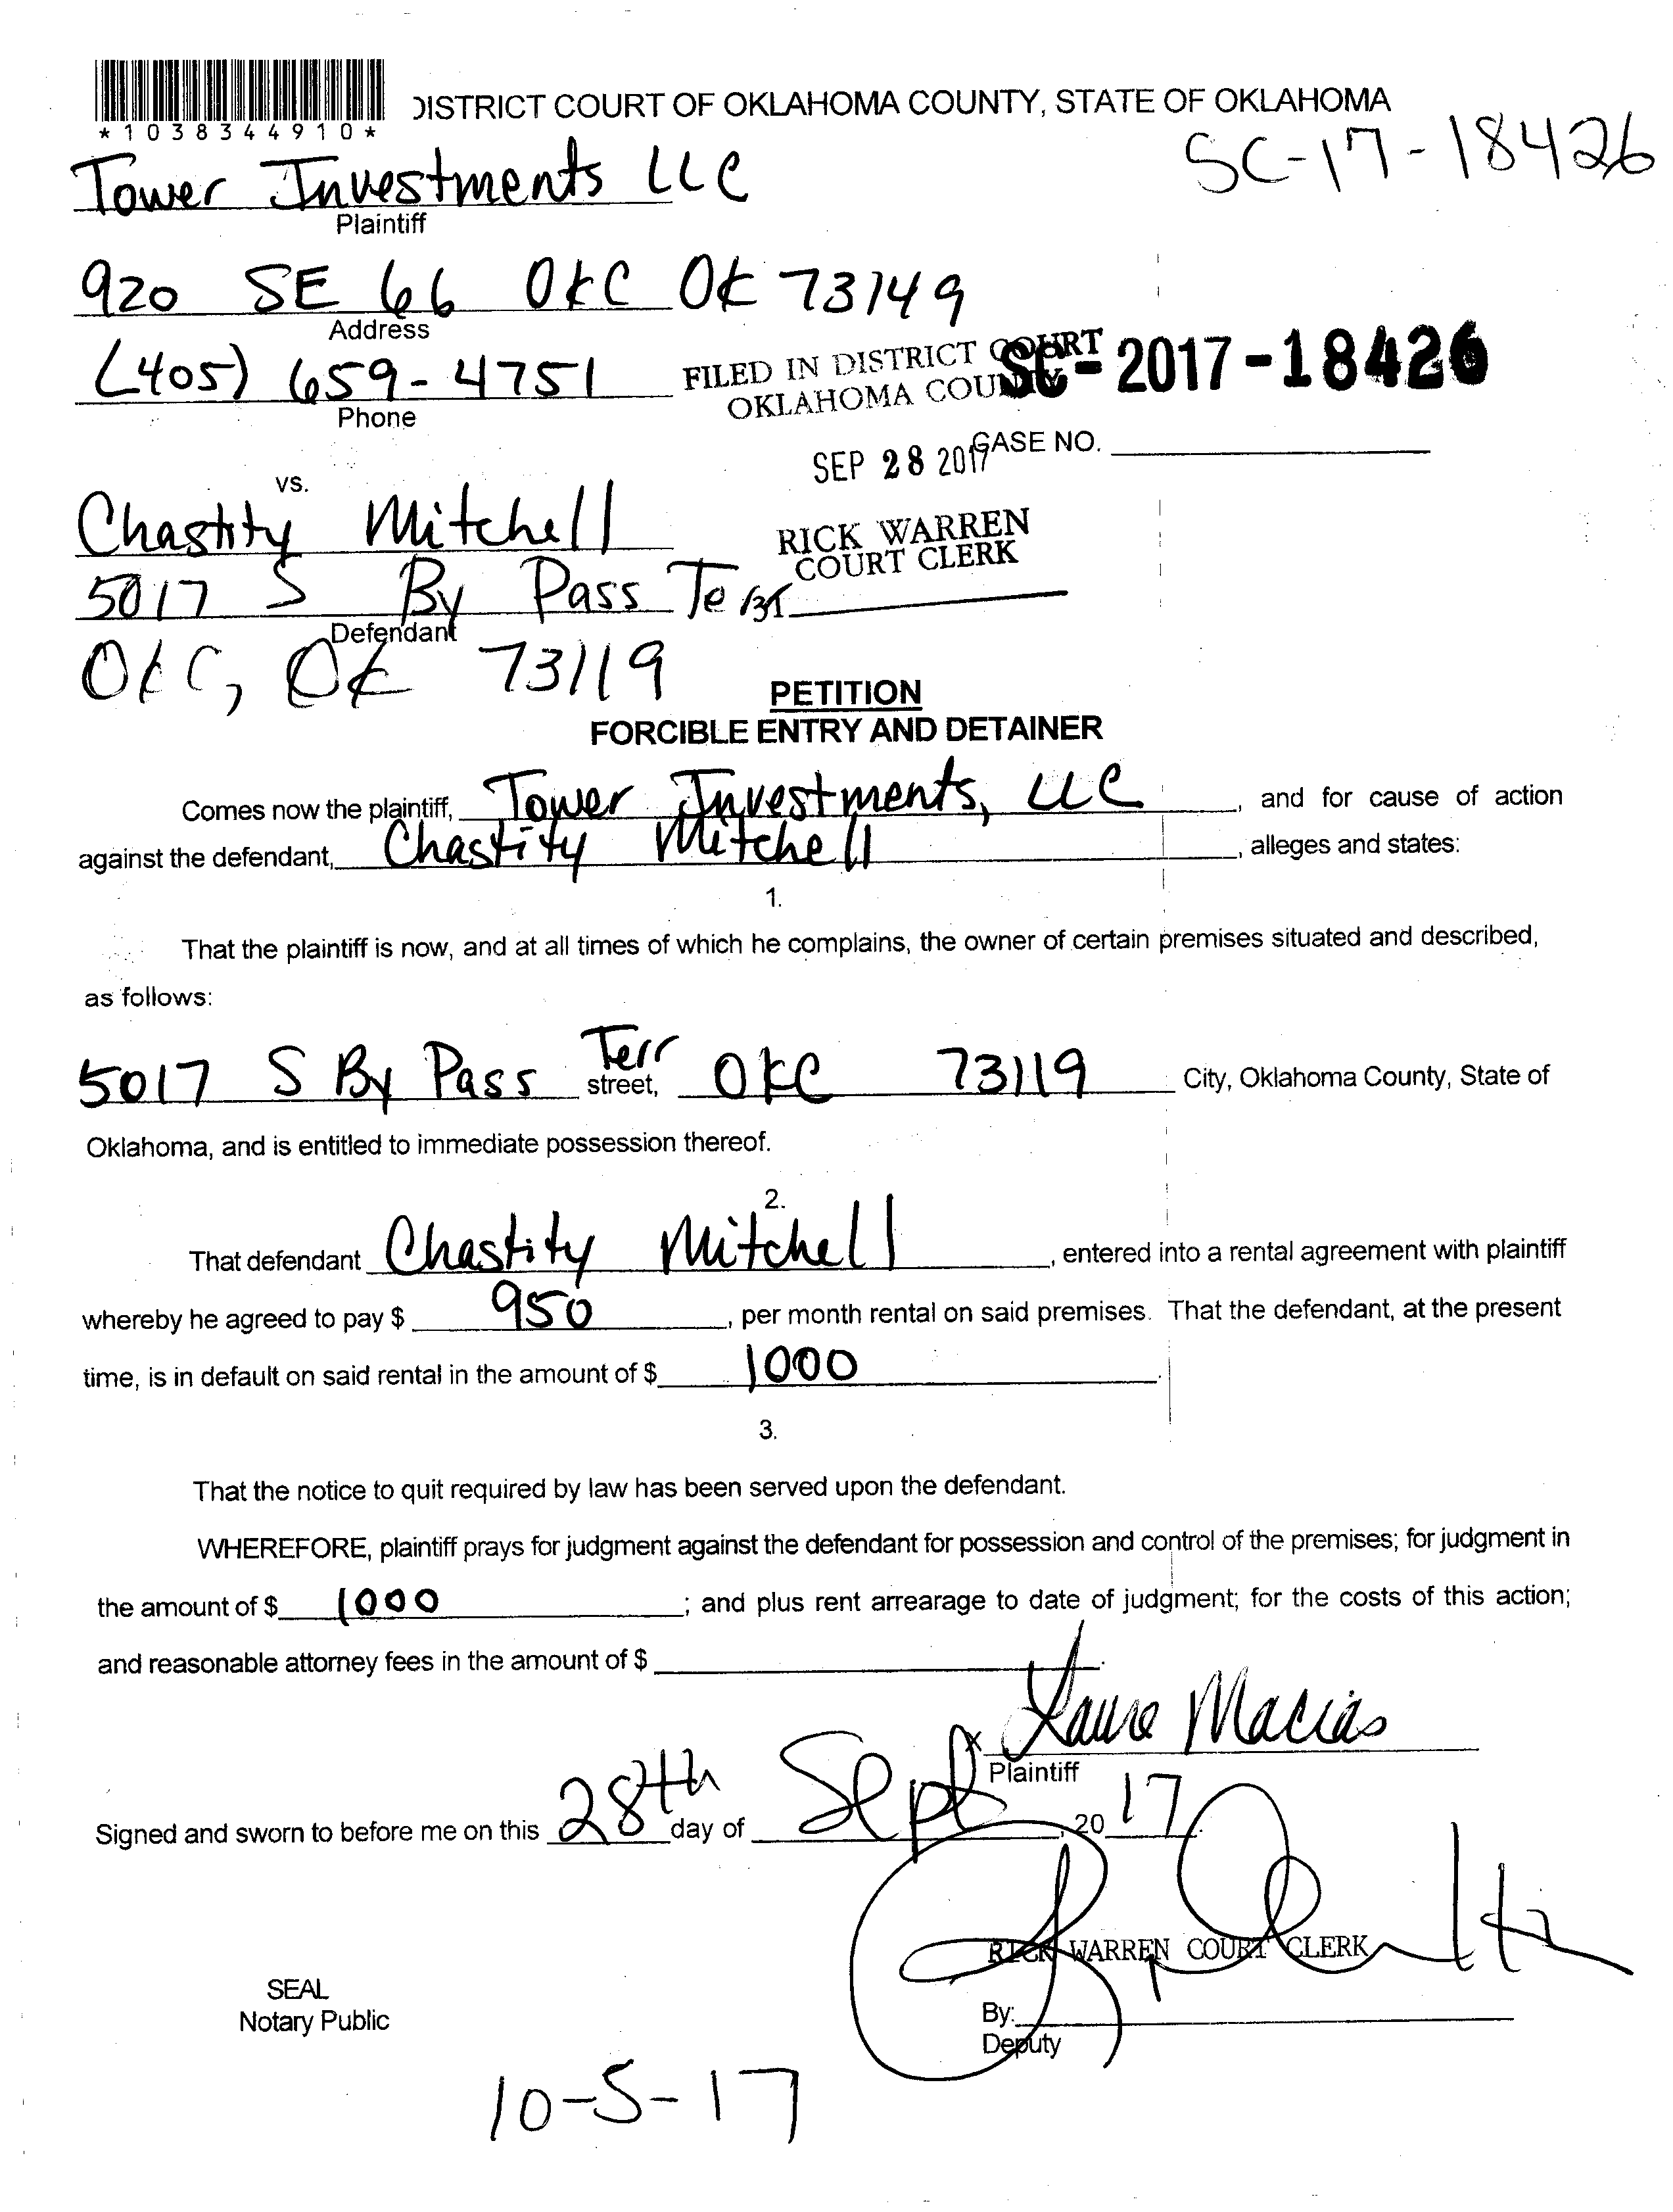 *1038344910*
DISTRICT COURT OF OKLAHOMA COUNTY, STATE OF OKLAHOMA
SC-17-18426
Tower Investments LLC
Plaintiff
920 SE 66 OKC OK 73149
Address
(405) 659-4751
Phone
FILED IN DISTRICT COURT
OKLAHOMA COUNTY
SC-2017-18426
SEP 28 2017
CASE NO.
vs.
Chastity Mitchell
RICK WARREN
COURT CLERK
5017 S By Pass Terr
Defendant
OKC, OK 73119
PETITION
FORCIBLE ENTRY AND DETAINER
Comes now the plaintiff, Tower Investments, LLC, and for cause of action
against the defendant, Chastity Mitchell, alleges and states:
1.
That the plaintiff is now, and at all times of which he complains, the owner of certain premises situated and described,
as follows:
5017 S By Pass Terr street, OKC 73119 City, Oklahoma County, State of
Oklahoma, and is entitled to immediate possession thereof.
2.
That defendant Chastity Mitchell, entered into a rental agreement with plaintiff
whereby he agreed to pay $ 950, per month rental on said premises. That the defendant, at the present
time, is in default on said rental in the amount of $ 1000.
3.
That the notice to quit required by law has been served upon the defendant.
WHEREFORE, plaintiff prays for judgment against the defendant for possession and control of the premises; for judgment in
the amount of $ 1000; and plus rent arrearage to date of judgment; for the costs of this action;
and reasonable attorney fees in the amount of $
x Laura Macias
Plaintiff
Signed and sworn to before me on this 28th day of Sept, 20 17.
RICK WARREN COURT CLERK
SEAL
Notary Public
By:
Deputy
10-5-17